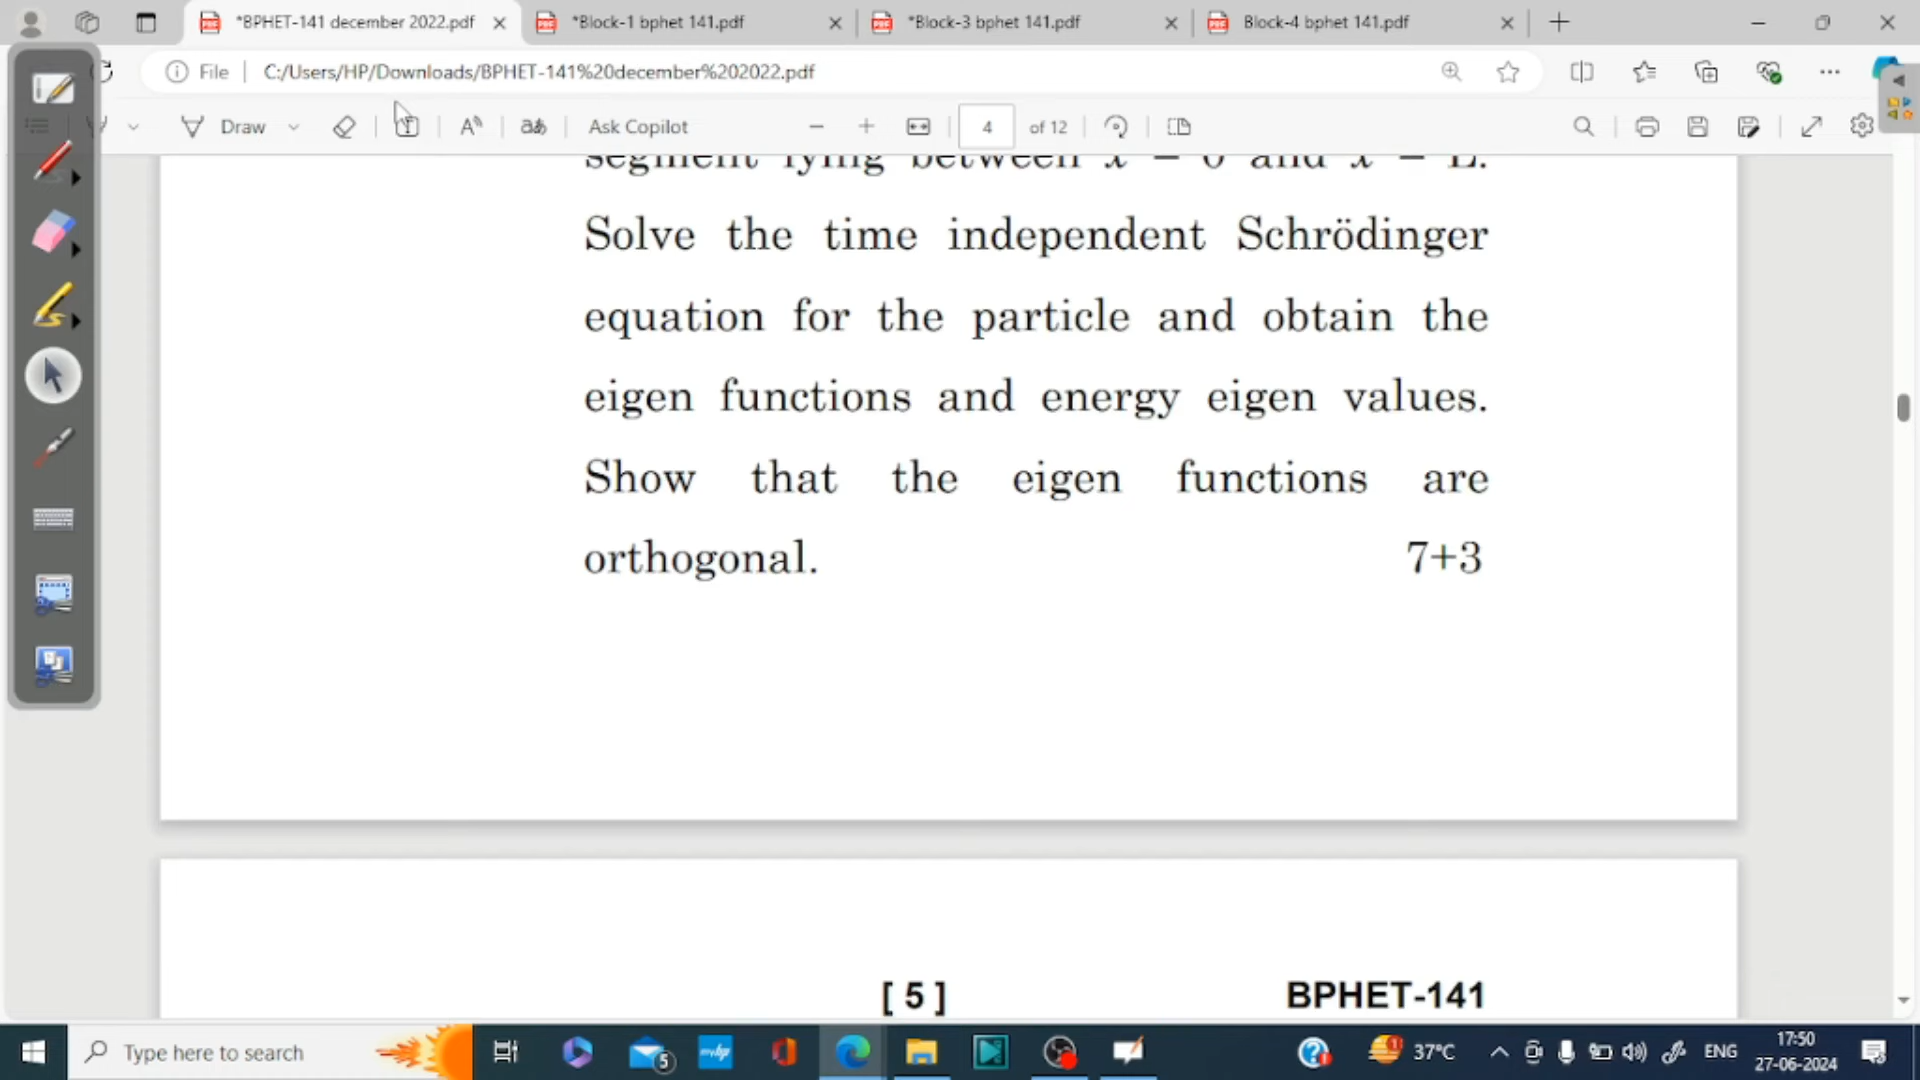 *BPHET-141 december 2022.pdf
*Block-1 bphet 141.pdf
*Block-3 bphet 141.pdf
Block-4 bphet 141.pdf
File
C:/Users/HP/Downloads/BPHET-141%20december%202022.pdf
Draw
Ask Copilot
4 of 12
segment lying between x = 0 and x = L.
Solve the time independent Schrödinger
equation for the particle and obtain the
eigen functions and energy eigen values.
Show that the eigen functions are
orthogonal. 7+3
[ 5 ] BPHET-141
Type here to search
5
myhp
1
37°C
ENG
17:50
27-06-2024